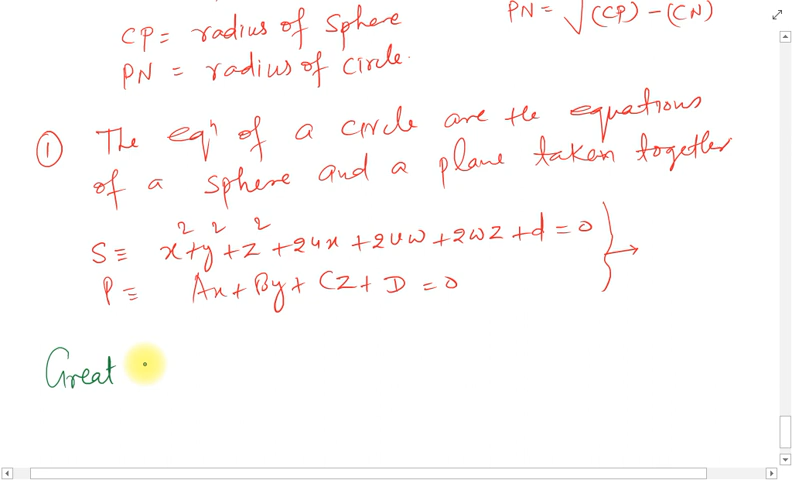 CP = radius of Sphere
PN = √(CP) - (CN)
PN = radius of Circle.
① The eqⁿ of a circle are the equations
of a sphere and a plane taken together
S ≡ x²+y²+z²+2ux+2vw+2wz+d=0
P ≡ Ax+By+Cz+D=0
Great